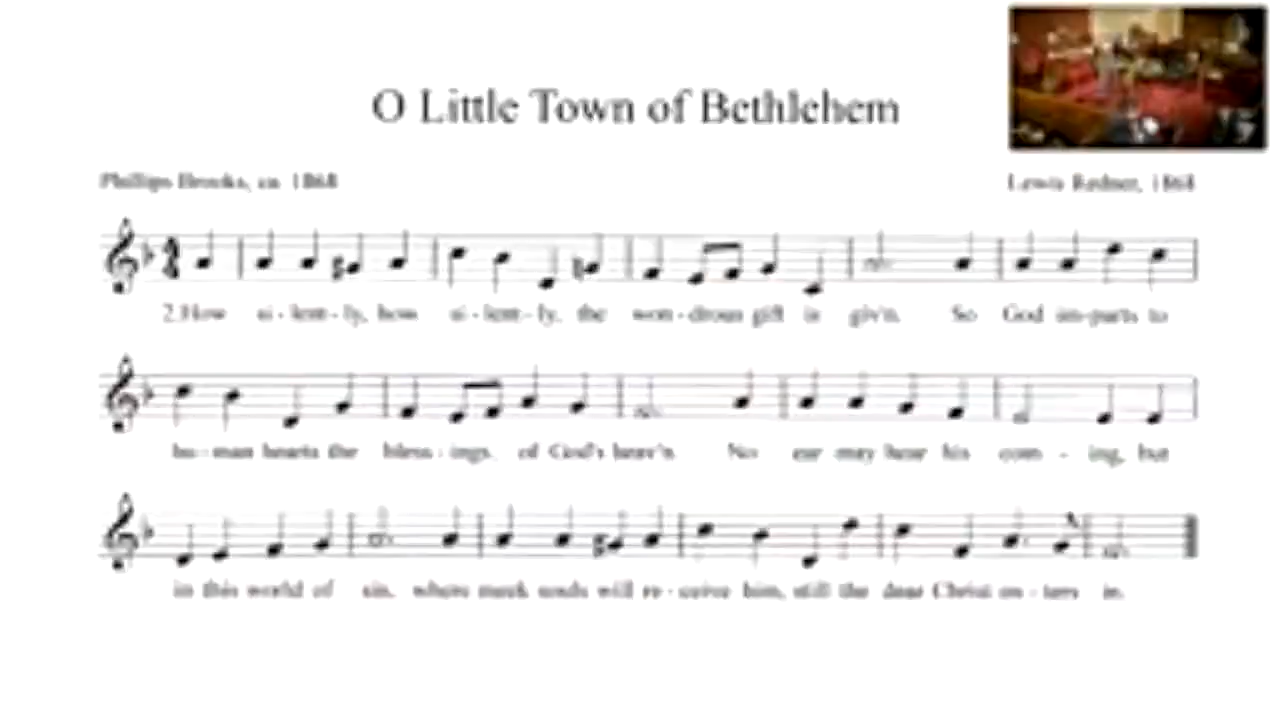 O Little Town of Bethlehem
Phillips Brooks, ca. 1868
Lewis Redner, 1868
2.How si - lent - ly, how si - lent - ly, the won - drous gift is giv'n. So God im-parts to
hu - man hearts the bless - ings of God's heav'n. No ear may hear his com - ing, but
in this world of sin, where meek souls will re - ceive him, still the dear Christ en - ters in.